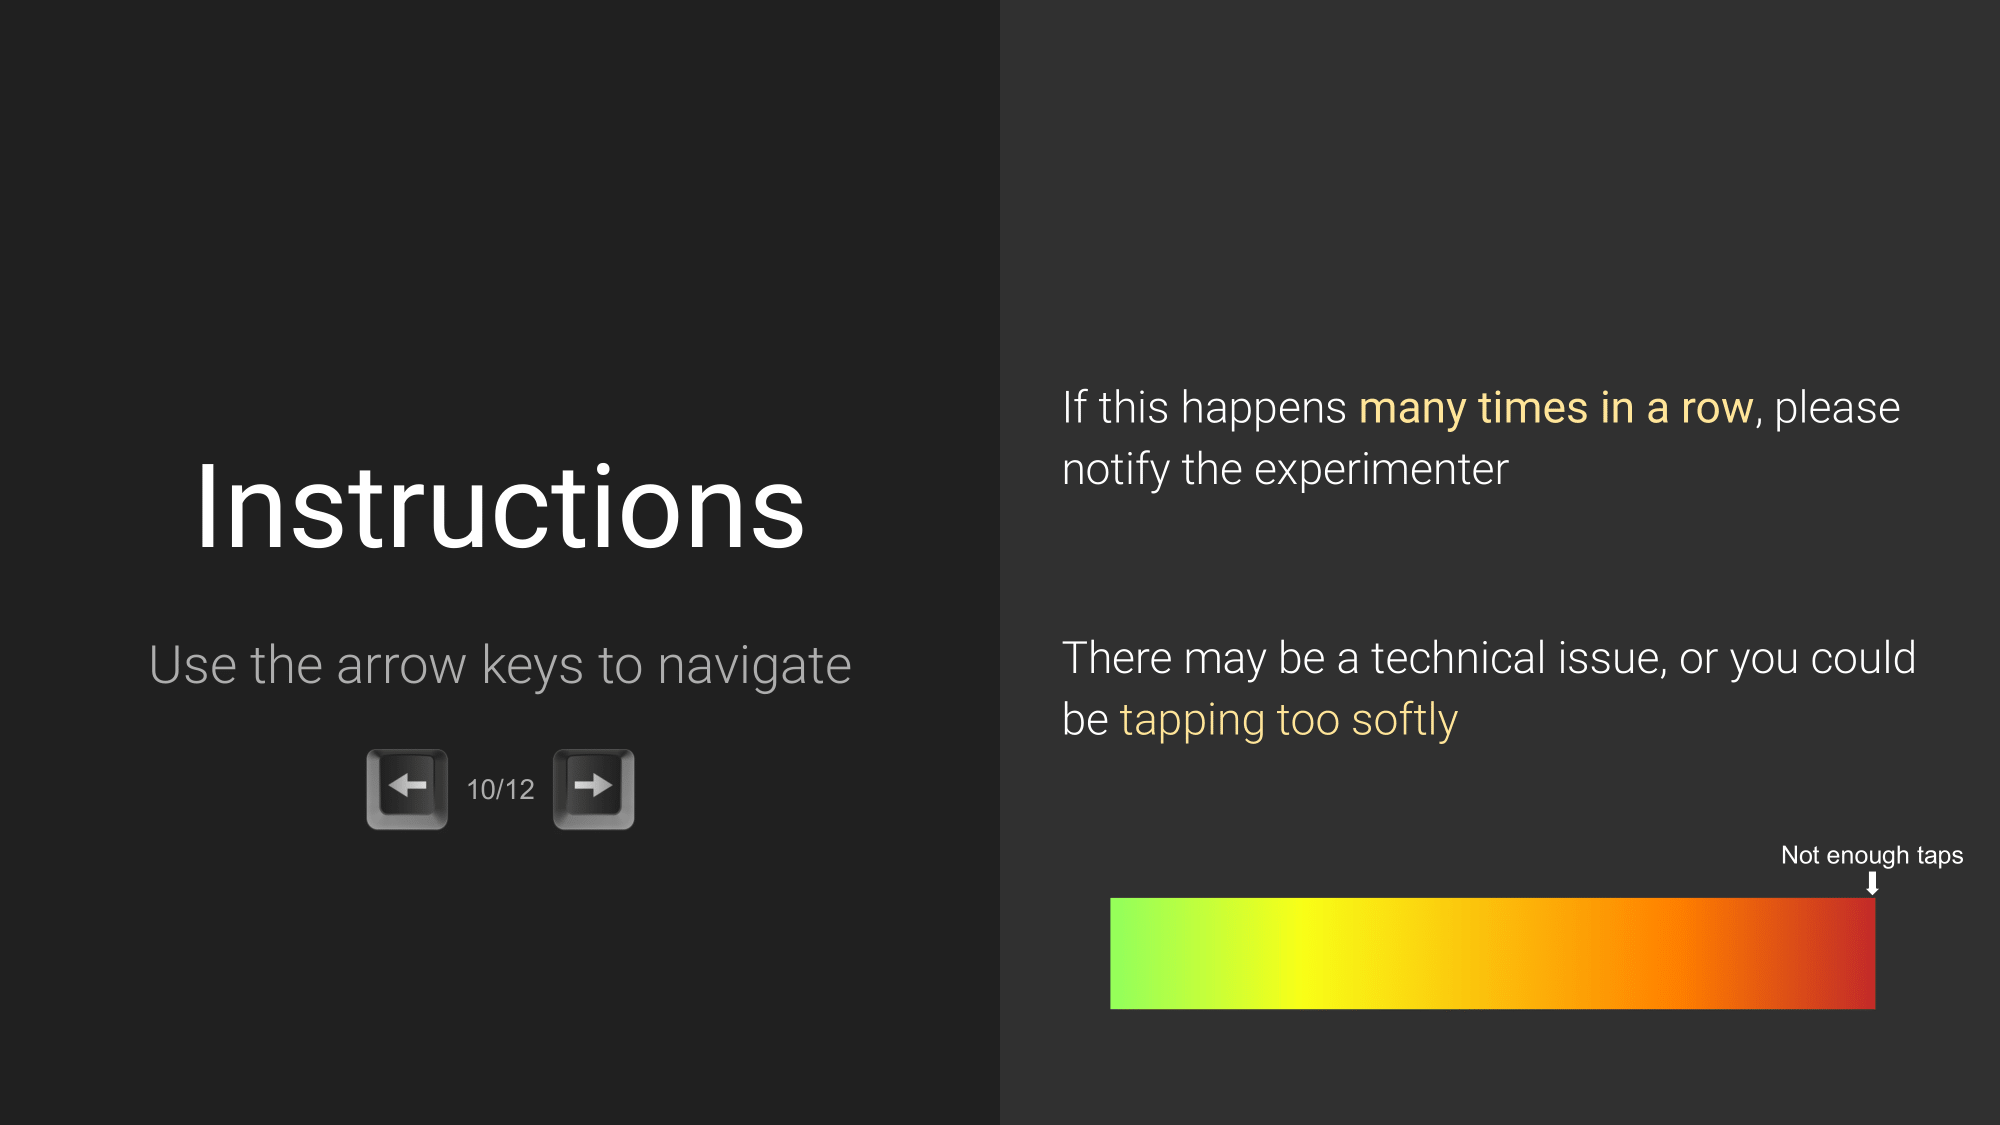 Instructions
Use the arrow keys to navigate
10/12
If this happens many times in a row, please
notify the experimenter
There may be a technical issue, or you could
be tapping too softly
Not enough taps